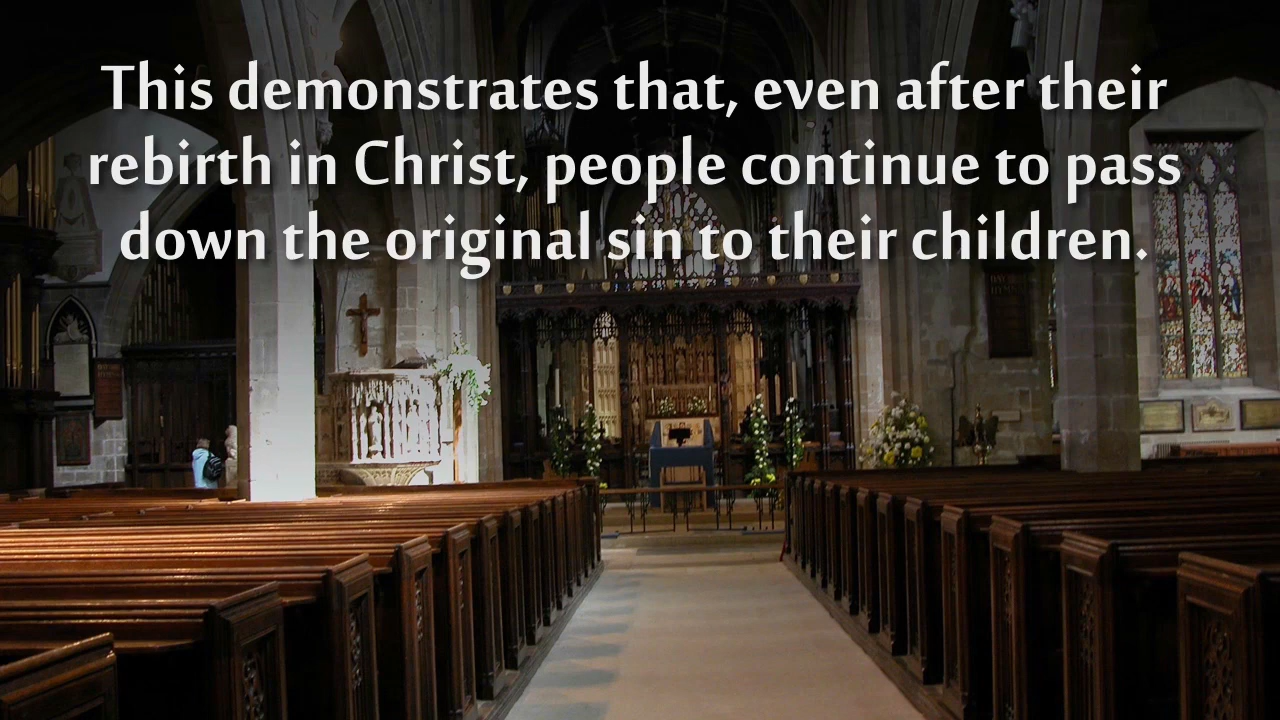 This demonstrates that, even after their
rebirth in Christ, people continue to pass
down the original sin to their children.